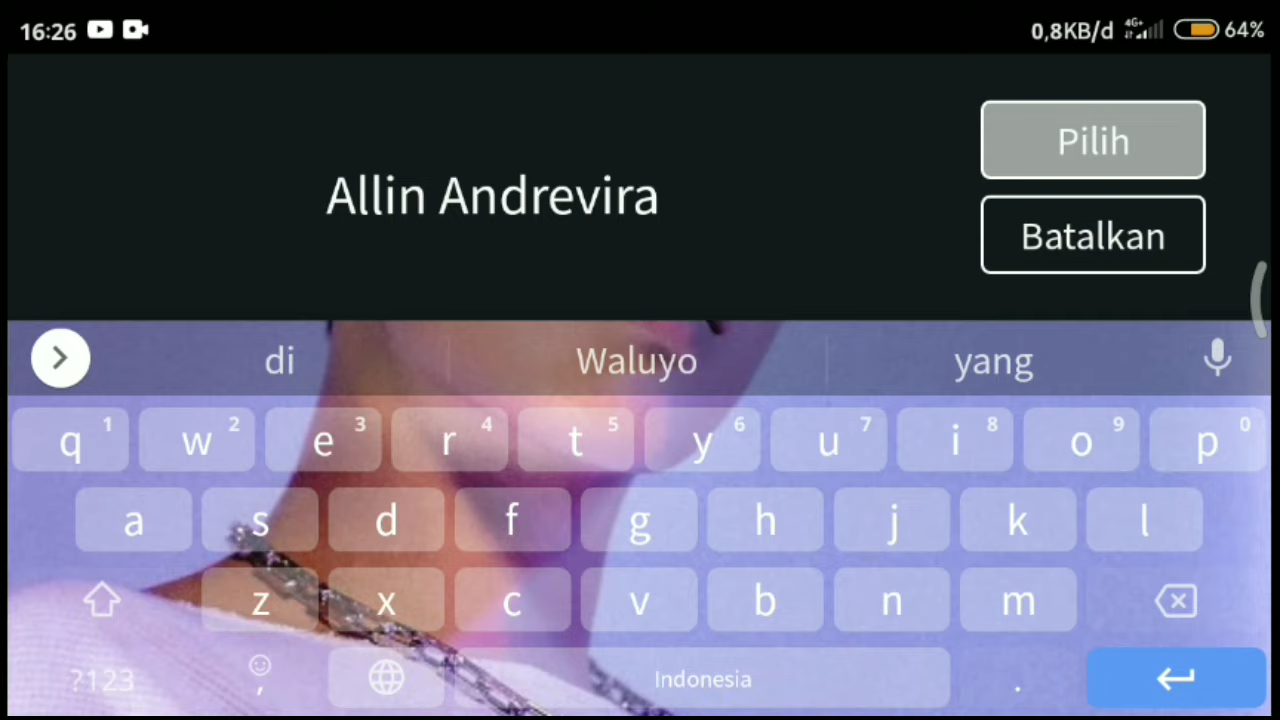 16:26 0,8KB/d 4G+ 64%
Pilih
Allin Andrevira
Batalkan
di Waluyo yang
q 1 w 2 e 3 r 4 t 5 y 6 u 7 i 8 o 9 p 0
a s d f g h j k l
z x c v b n m
?123 , Indonesia .